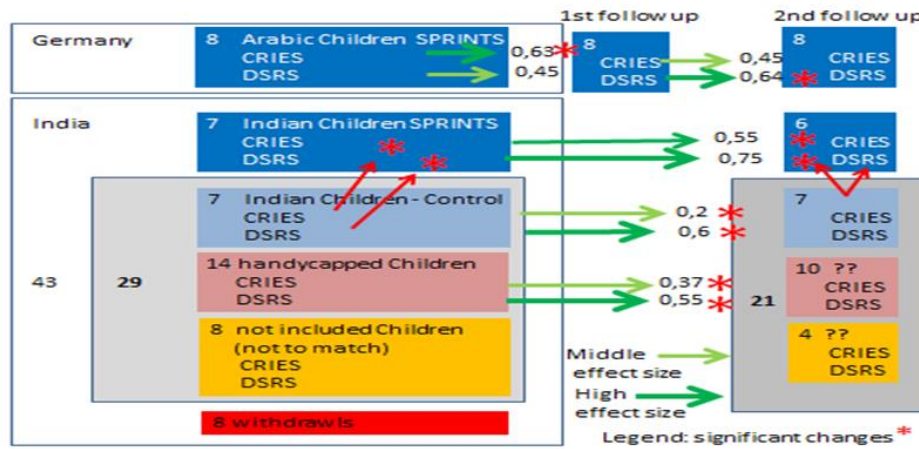 1st follow up
2nd follow up
Germany
8 Arabic Children SPRINTS
CRIES
DSRS
0,63*
0,45
8
CRIES
DSRS
0,45
0,64
8
CRIES
DSRS *
India
7 Indian Children SPRINTS
CRIES *
DSRS *
0,55
0,75
6
* CRIES
* DSRS
43
29
7 Indian Children - Control
CRIES
DSRS
0,2 *
0,6 *
7
CRIES
DSRS
14 handycapped Children
CRIES
DSRS
0,37*
0,55*
21
10 ??
CRIES
DSRS
8 not included Children
(not to match)
CRIES
DSRS
4 ??
CRIES
DSRS
Middle
effect size
High
effect size
8 withdrawls
Legend: significant changes*